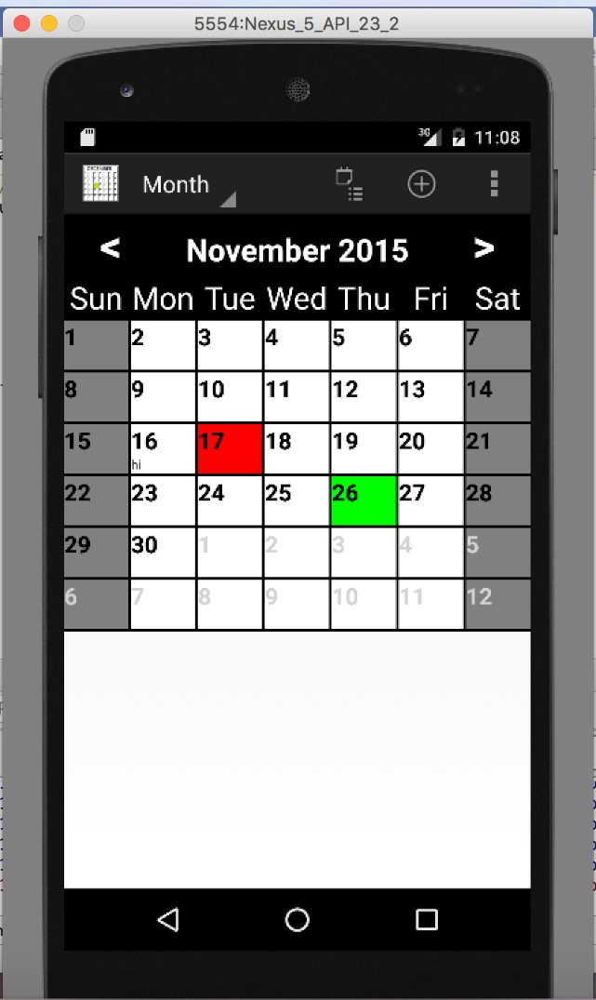 5554:Nexus_5_API_23_2
3G 11:08
DECEMBER
Month
< November 2015 >
Sun Mon Tue Wed Thu Fri Sat
1 2 3 4 5 6 7
8 9 10 11 12 13 14
15 16 17 18 19 20 21
hi
22 23 24 25 26 27 28
29 30 1 2 3 4 5
6 7 8 9 10 11 12